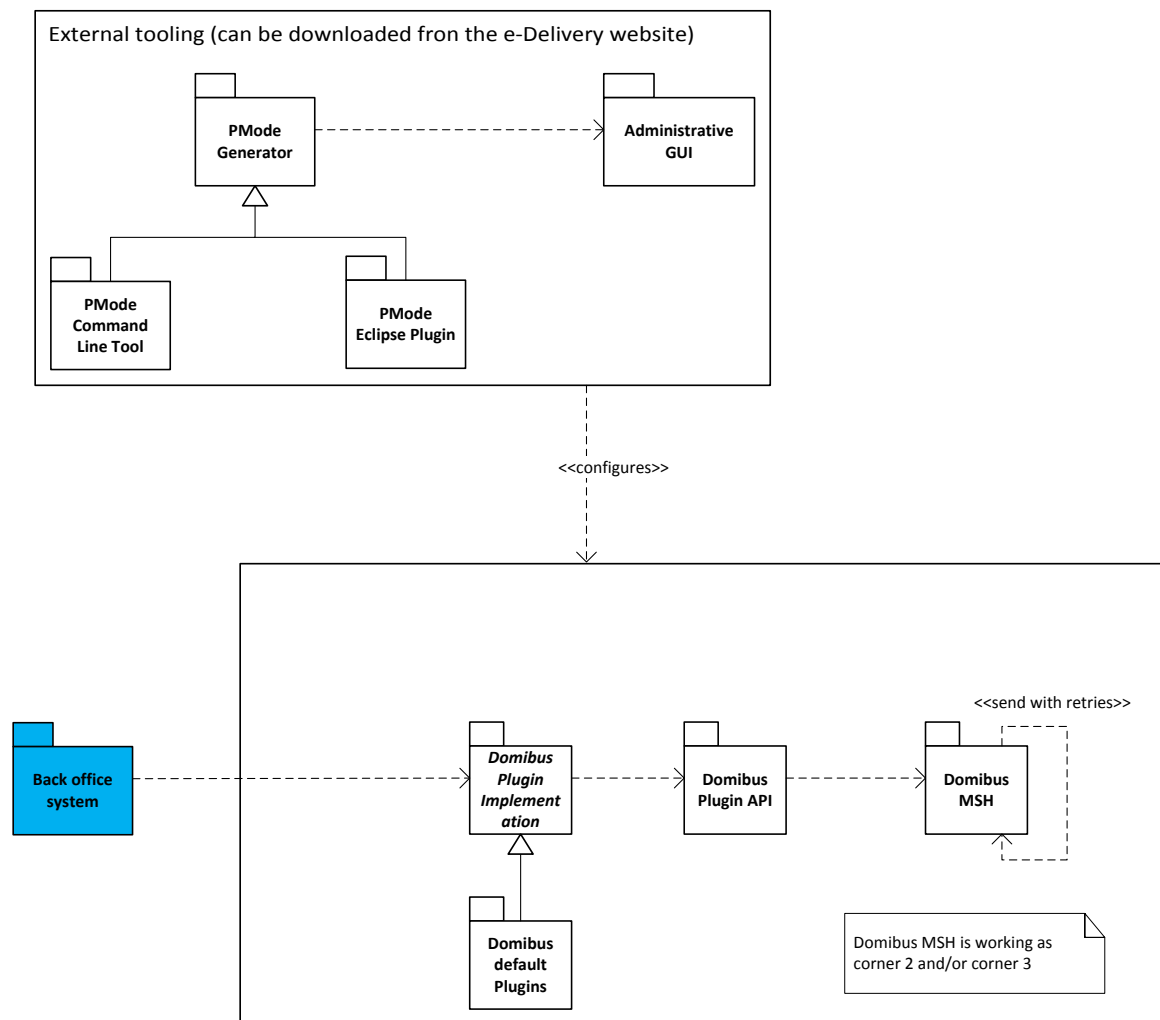 External tooling (can be downloaded fron the e-Delivery website)
PMode
Generator
Administrative
GUI
PMode
Command
Line Tool
PMode
Eclipse Plugin
<<configures>>
<<send with retries>>
Back office
system
Domibus
Plugin
Implement
ation
Domibus
Plugin API
Domibus
MSH
Domibus
default
Plugins
Domibus MSH is working as
corner 2 and/or corner 3